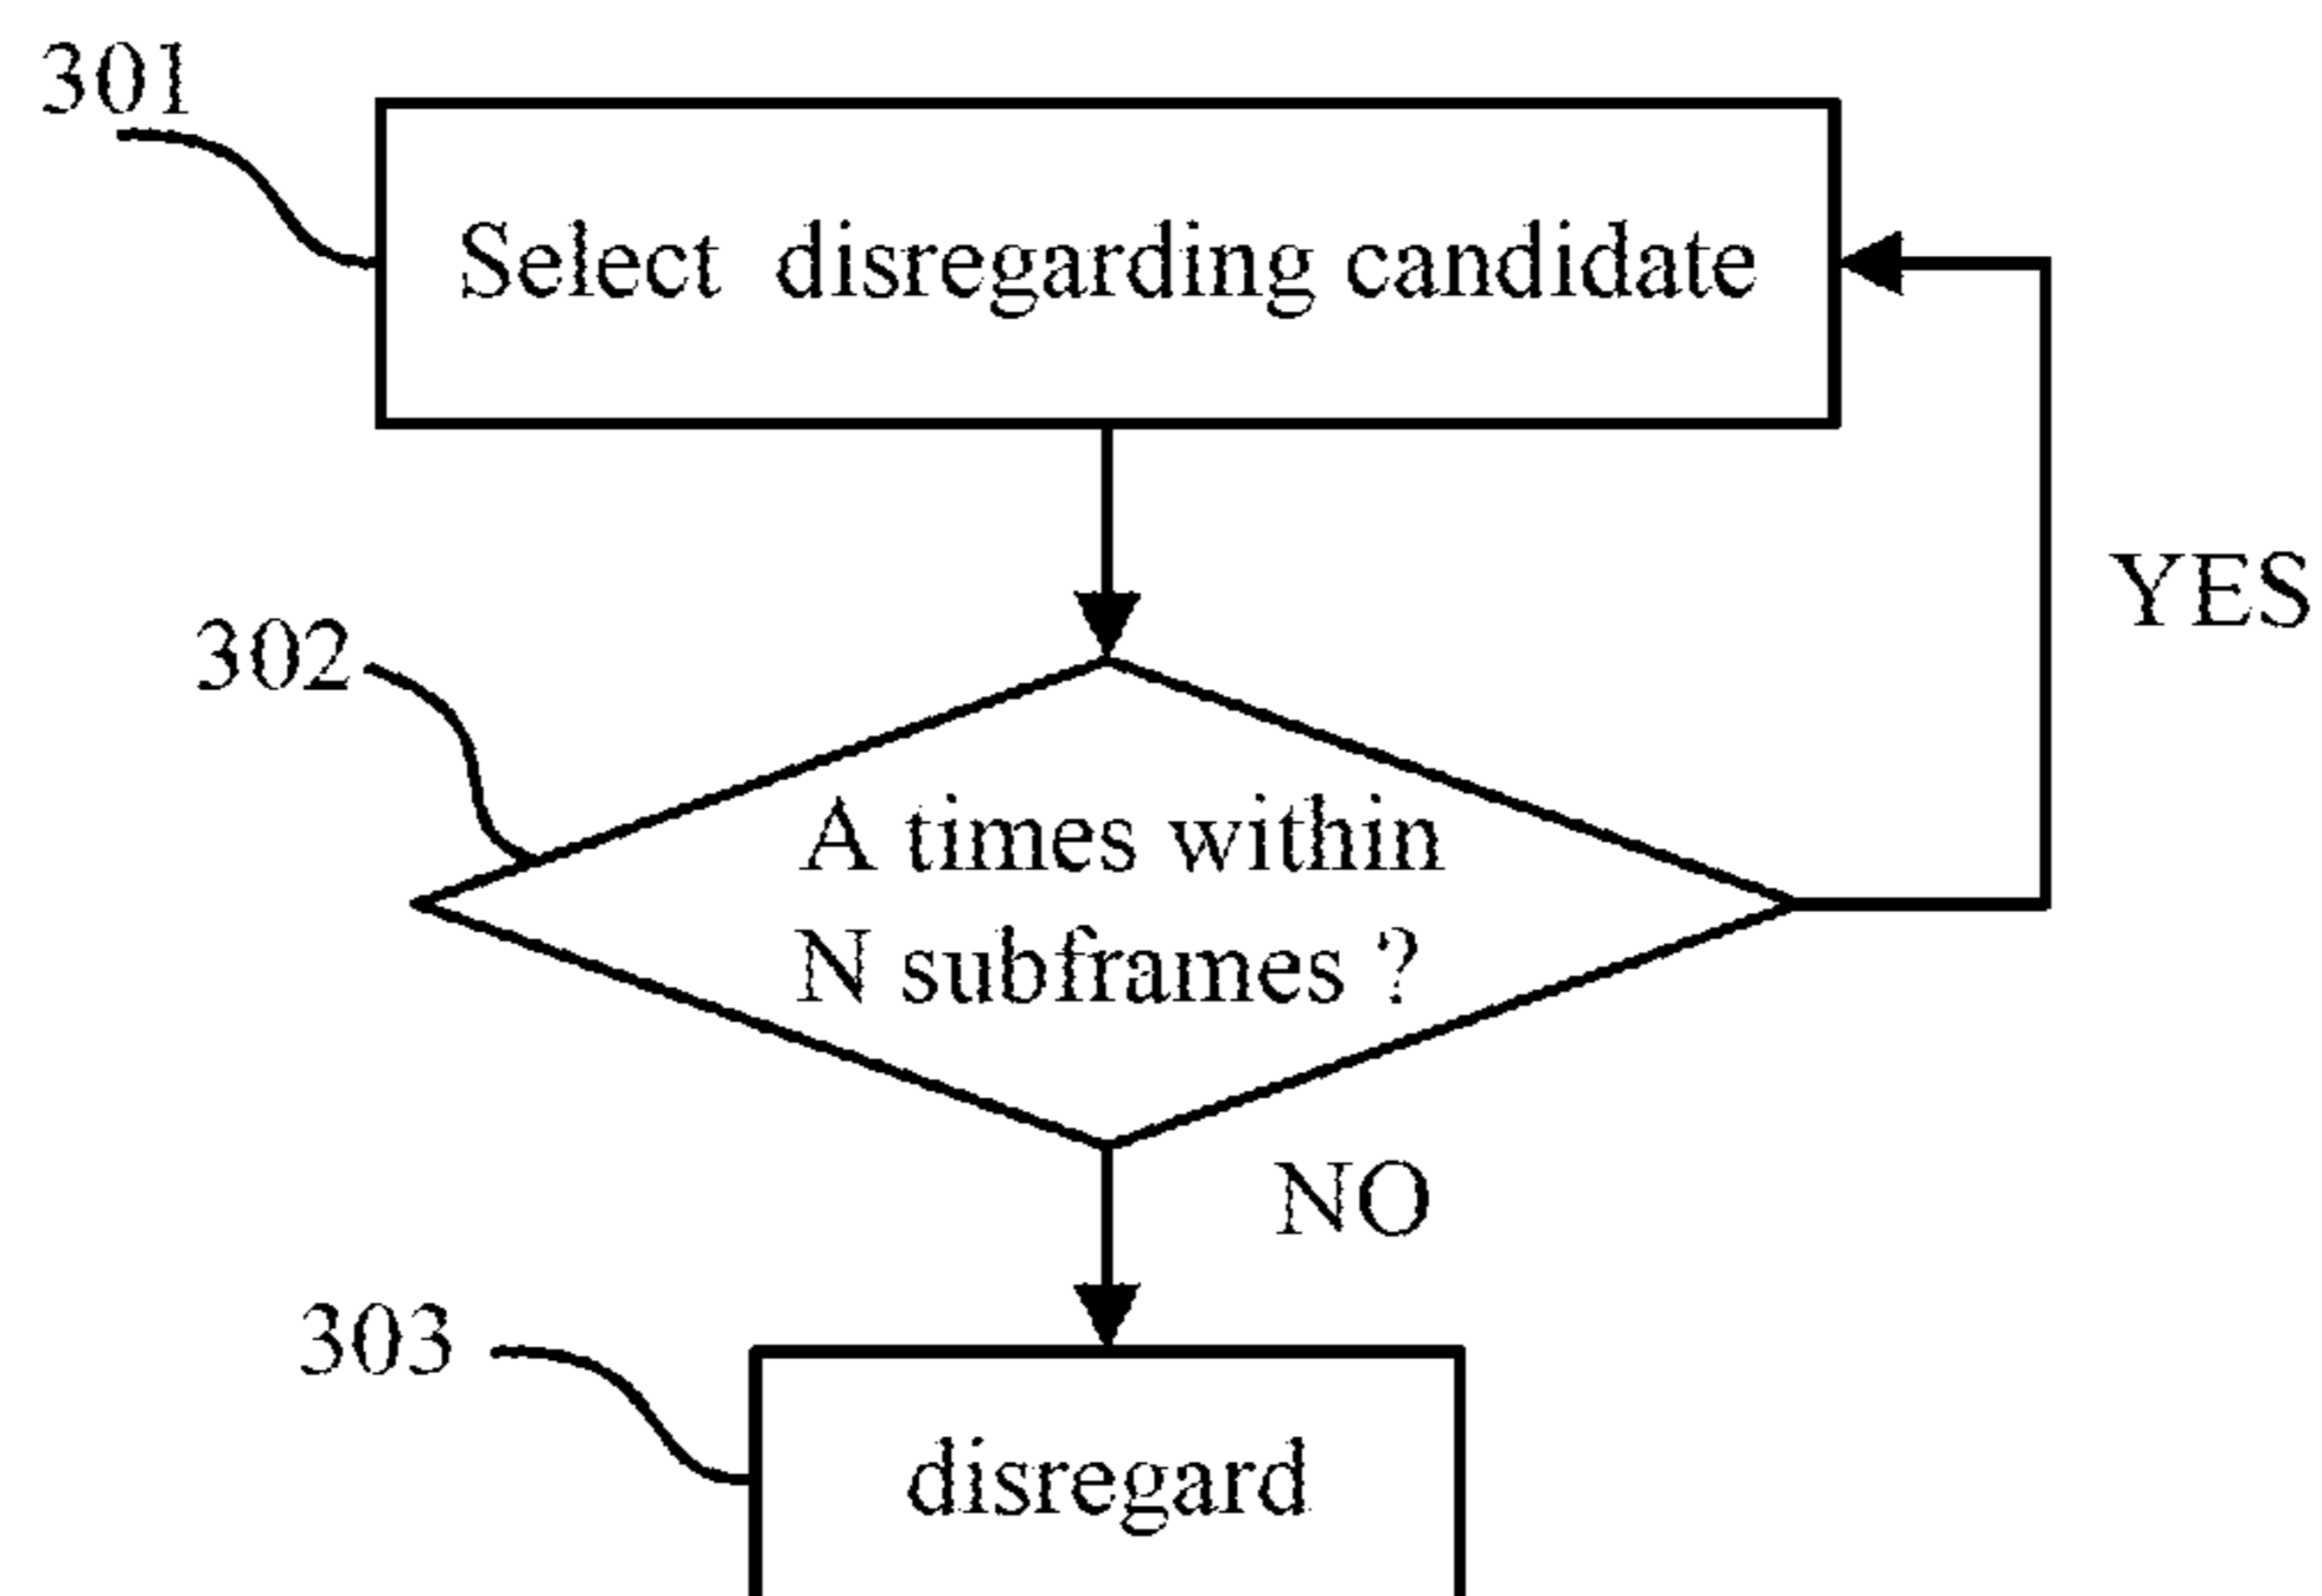 301
Select disregarding candidate
YES
302
A times within
N subframes ?
NO
303
disregard